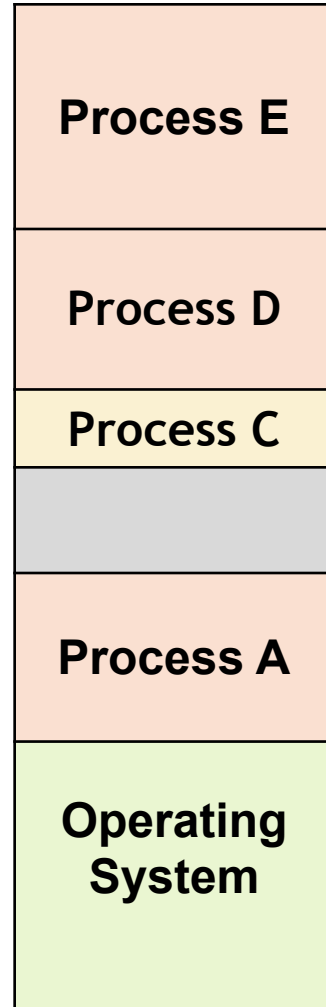 Process E
Process D
Process C
Process A
Operating
System